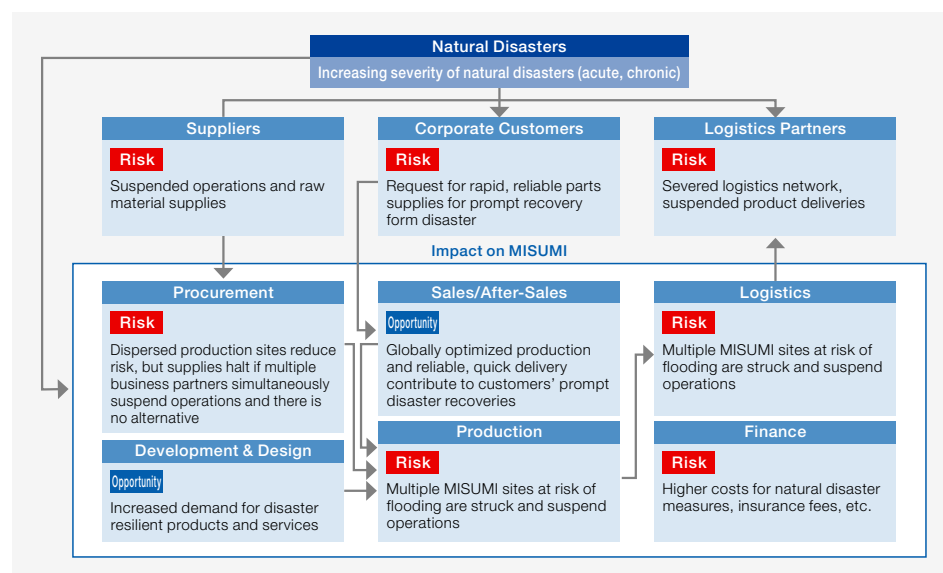 Natural Disasters
Increasing severity of natural disasters (acute, chronic)
Suppliers
Risk
Suspended operations and raw
material supplies
Corporate Customers
Risk
Request for rapid, reliable parts
supplies for prompt recovery
form disaster
Logistics Partners
Risk
Severed logistics network,
suspended product deliveries
Impact on MISUMI
Procurement
Risk
Dispersed production sites reduce
risk, but supplies halt if multiple
business partners simultaneously
suspend operations and there is
no alternative
Sales/After-Sales
Opportunity
Globally optimized production
and reliable, quick delivery
contribute to customers’ prompt
disaster recoveries
Logistics
Risk
Multiple MISUMI sites at risk of
flooding are struck and suspend
operations
Development & Design
Opportunity
Increased demand for disaster
resilient products and services
Production
Risk
Multiple MISUMI sites at risk of
flooding are struck and suspend
operations
Finance
Risk
Higher costs for natural disaster
measures, insurance fees, etc.